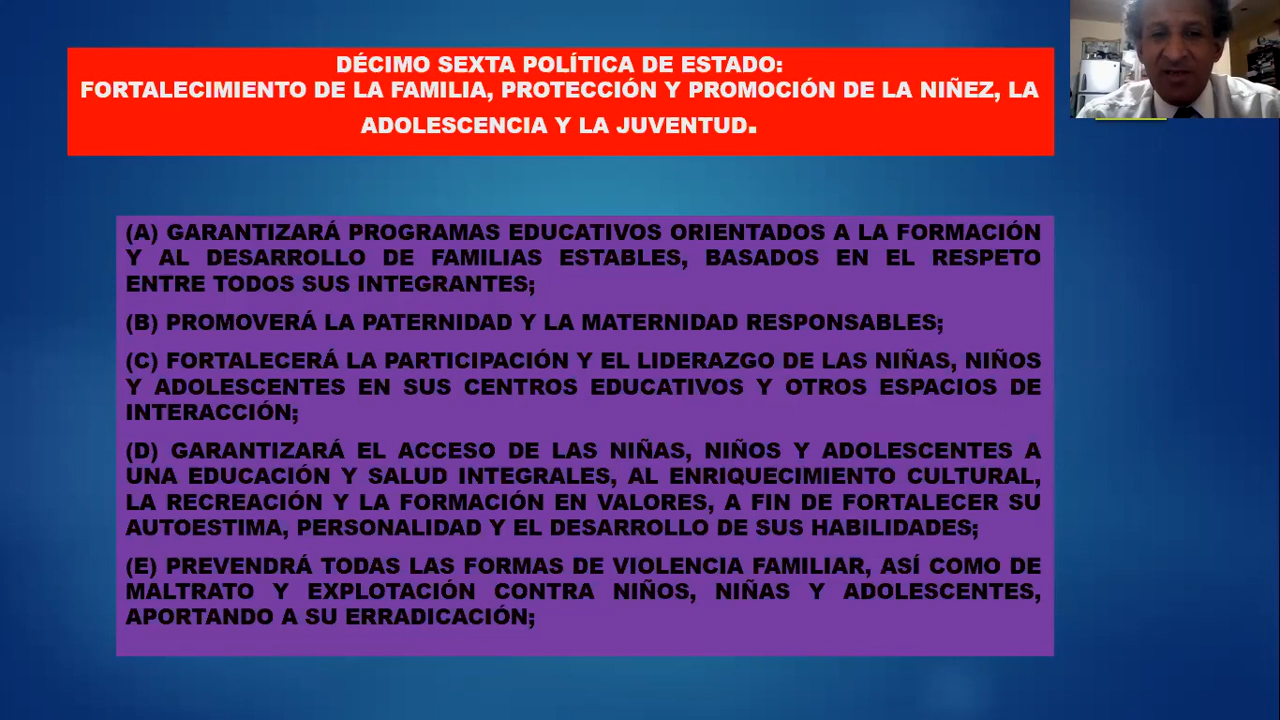 DÉCIMO SEXTA POLÍTICA DE ESTADO:
FORTALECIMIENTO DE LA FAMILIA, PROTECCIÓN Y PROMOCIÓN DE LA NIÑEZ, LA
ADOLESCENCIA Y LA JUVENTUD.
(A) GARANTIZARÁ PROGRAMAS EDUCATIVOS ORIENTADOS A LA FORMACIÓN
Y AL DESARROLLO DE FAMILIAS ESTABLES, BASADOS EN EL RESPETO
ENTRE TODOS SUS INTEGRANTES;
(B) PROMOVERÁ LA PATERNIDAD Y LA MATERNIDAD RESPONSABLES;
(C) FORTALECERÁ LA PARTICIPACIÓN Y EL LIDERAZGO DE LAS NIÑAS, NIÑOS
Y ADOLESCENTES EN SUS CENTROS EDUCATIVOS Y OTROS ESPACIOS DE
INTERACCIÓN;
(D) GARANTIZARÁ EL ACCESO DE LAS NIÑAS, NIÑOS Y ADOLESCENTES A
UNA EDUCACIÓN Y SALUD INTEGRALES, AL ENRIQUECIMIENTO CULTURAL,
LA RECREACIÓN Y LA FORMACIÓN EN VALORES, A FIN DE FORTALECER SU
AUTOESTIMA, PERSONALIDAD Y EL DESARROLLO DE SUS HABILIDADES;
(E) PREVENDRÁ TODAS LAS FORMAS DE VIOLENCIA FAMILIAR, ASÍ COMO DE
MALTRATO Y EXPLOTACIÓN CONTRA NIÑOS, NIÑAS Y ADOLESCENTES,
APORTANDO A SU ERRADICACIÓN;